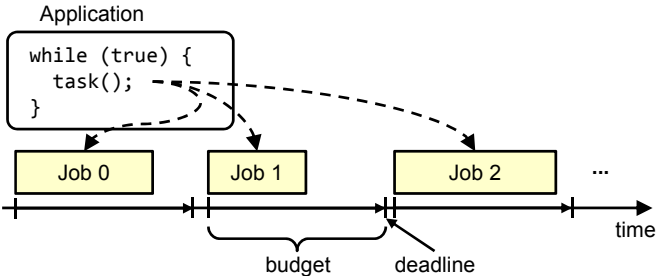 Application
while (true) {
task();
}
Job 0
Job 1
Job 2
...
time
budget
deadline